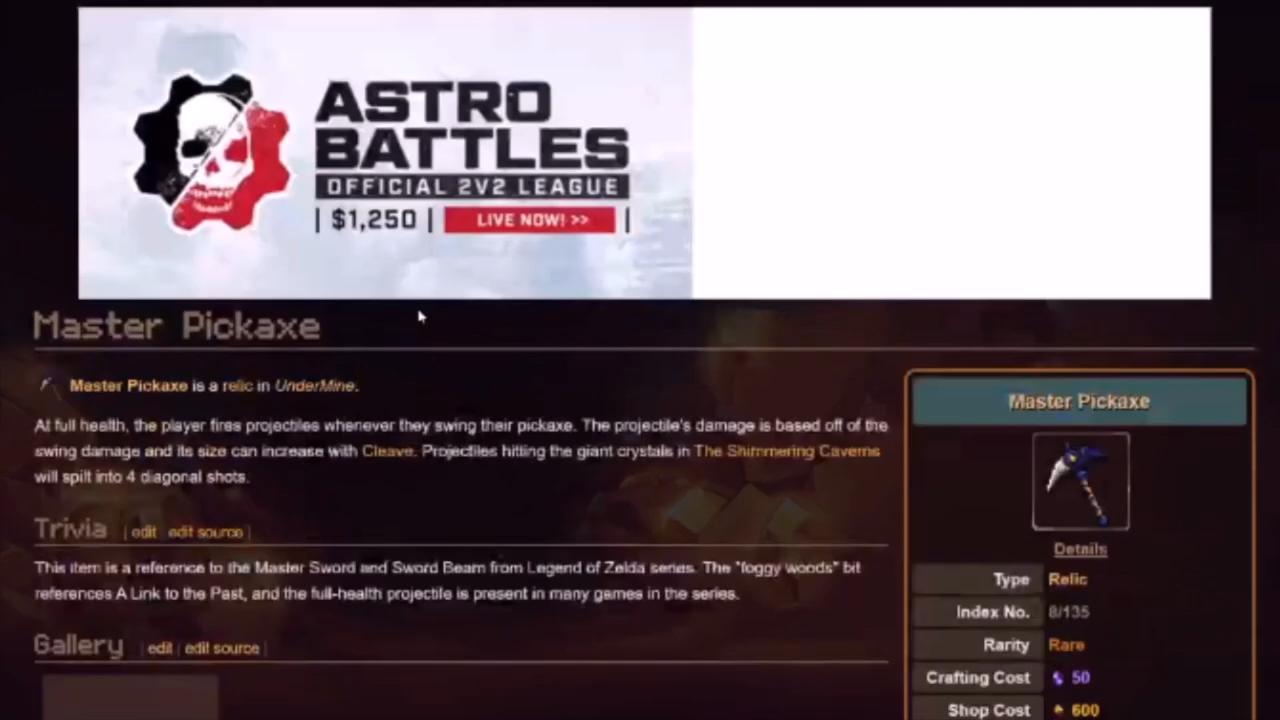 ASTRO
BATTLES
OFFICIAL 2V2 LEAGUE
| $1,250 | LIVE NOW! >> |
Master Pickaxe
Master Pickaxe is a relic in UnderMine.
At full health, the player fires projectiles whenever they swing their pickaxe. The projectile's damage is based off of the
swing damage and its size can increase with Cleave. Projectiles hitting the giant crystals in The Shimmering Caverns
will spilt into 4 diagonal shots.
Trivia [ edit | edit source ]
This item is a reference to the Master Sword and Sword Beam from Legend of Zelda series. The "foggy woods" bit
references A Link to the Past, and the full-health projectile is present in many games in the series.
Gallery [ edit | edit source ]
Master Pickaxe
Details
Type Relic
Index No. 8/135
Rarity Rare
Crafting Cost 50
Shop Cost 600